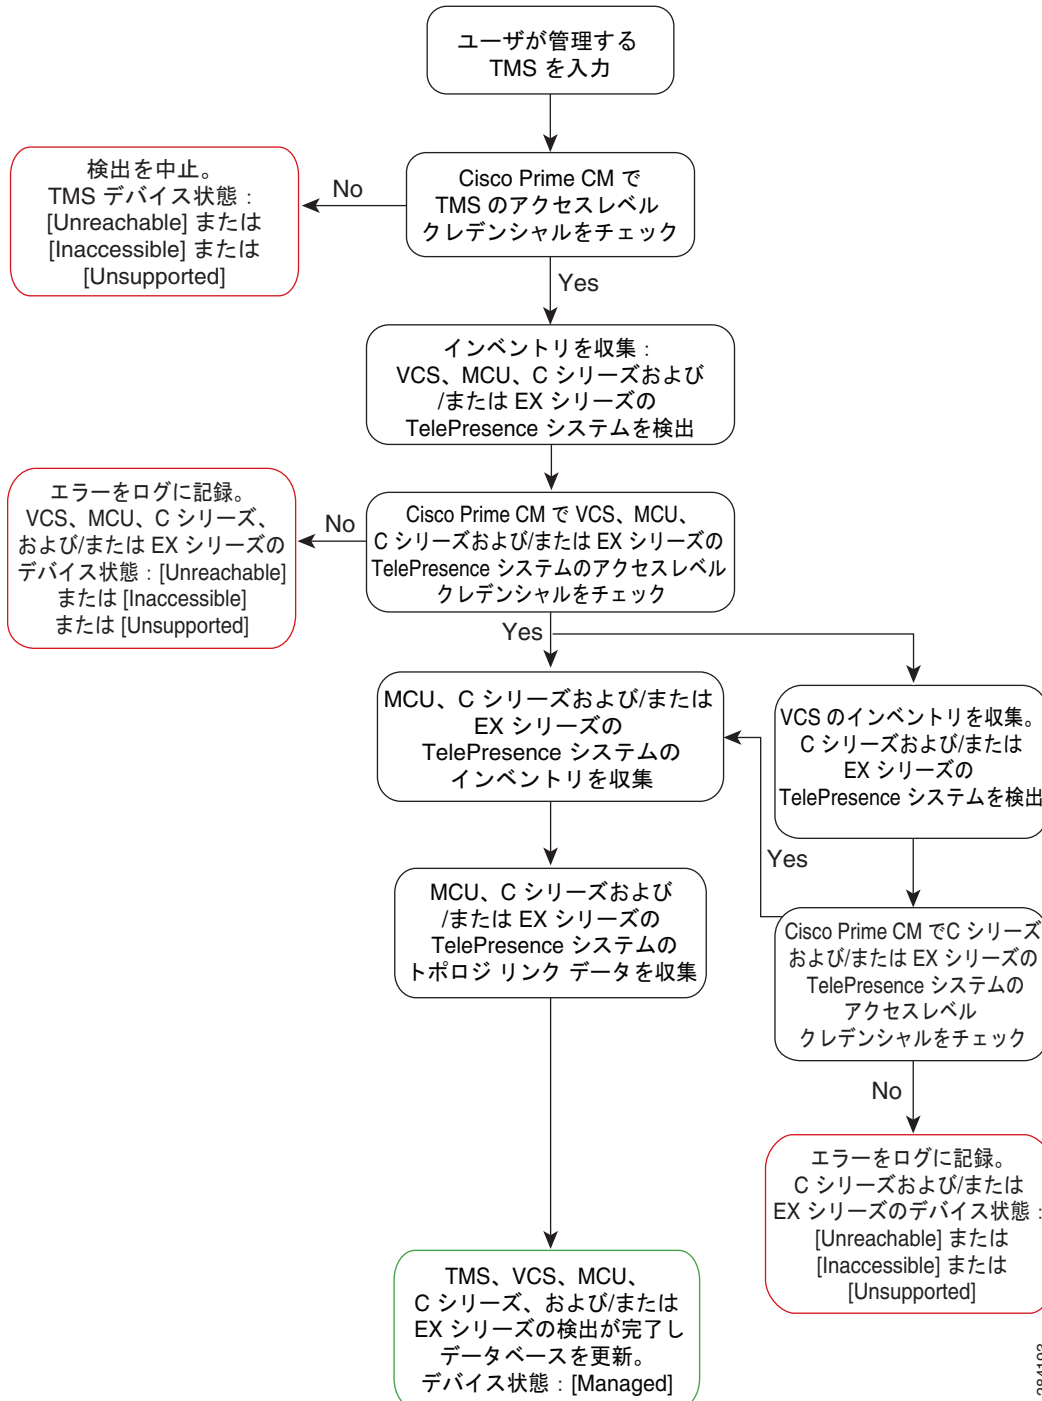 ユーザが管理する
TMS を入力
Cisco Prime CM で
TMS のアクセスレベル
クレデンシャルをチェック
No
検出を中止。
TMS デバイス状態：
[Unreachable] または
[Inaccessible] または
[Unsupported]
Yes
インベントリを収集：
VCS、MCU、C シリーズおよび
/または EX シリーズの
TelePresence システムを検出
Cisco Prime CM で VCS、MCU、
C シリーズおよび/または EX シリーズの
TelePresence システムのアクセスレベル
クレデンシャルをチェック
No
エラーをログに記録。
VCS、MCU、C シリーズ、
および/または EX シリーズの
デバイス状態：[Unreachable]
または [Inaccessible]
または [Unsupported]
Yes
MCU、C シリーズおよび/または
EX シリーズの
TelePresence システムの
インベントリを収集
VCS のインベントリを収集。
C シリーズおよび/または
EX シリーズの
TelePresence システムを検出
Yes
MCU、C シリーズおよび
/または EX シリーズの
TelePresence システムの
トポロジ リンク データを収集
Cisco Prime CM でC シリーズ
および/または EX シリーズの
TelePresence システムの
アクセスレベル
クレデンシャルをチェック
No
エラーをログに記録。
C シリーズおよび/または
EX シリーズのデバイス状態：
[Unreachable] または
[Inaccessible] または
[Unsupported]
TMS、VCS、MCU、
C シリーズ、および/または
EX シリーズの検出が完了し
データベースを更新。
デバイス状態：[Managed]